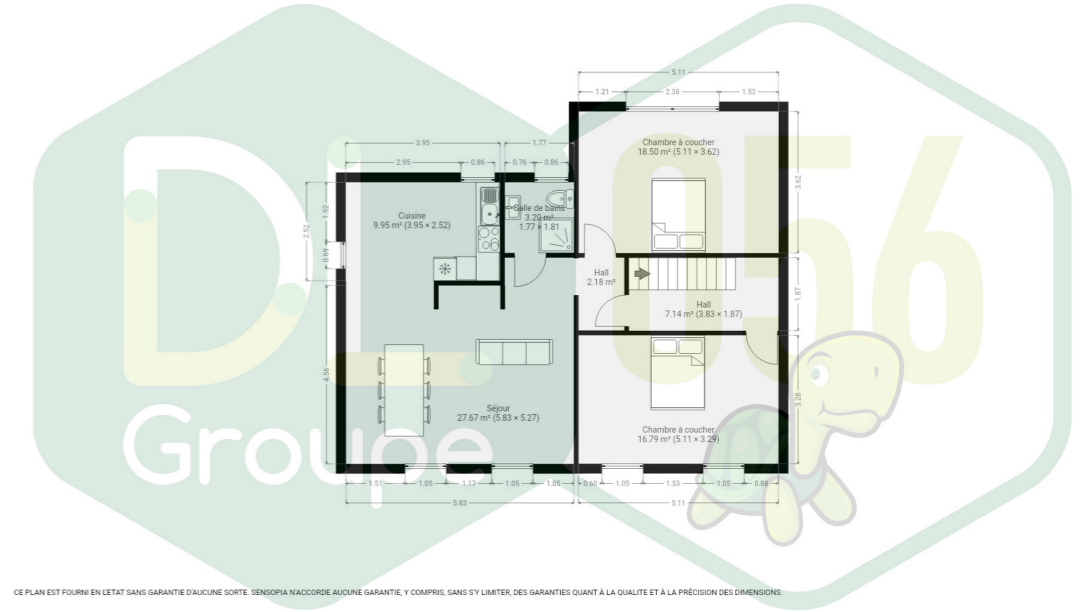 5.11
1.21 2.38 1.52
3.95 1.77
2.95 0.86 0.76 0.86
Chambre à coucher
18.50 m² (5.11 × 3.62)
3.62
1.52
2.52
0.69
Cuisine
9.95 m² (3.95 × 2.52)
Salle de bains
3.20 m²
1.77 × 1.81
Hall
2.18 m²
Hall
7.14 m² (3.83 × 1.87)
1.87
4.56
Séjour
27.67 m² (5.83 × 5.27)
Chambre à coucher
16.79 m² (5.11 × 3.29)
3.28
1.51 1.05 1.17 1.05 1.05 0.60 1.05 1.53 1.05 0.88
5.83 5.11
DL
Groupe
056
CE PLAN EST FOURNI EN L'ETAT SANS GARANTIE D'AUCUNE SORTE. SENSOPIA N'ACCORDE AUCUNE GARANTIE, Y COMPRIS, SANS S'Y LIMITER, DES GARANTIES QUANT À LA QUALITE ET À LA PRÉCISION DES DIMENSIONS.